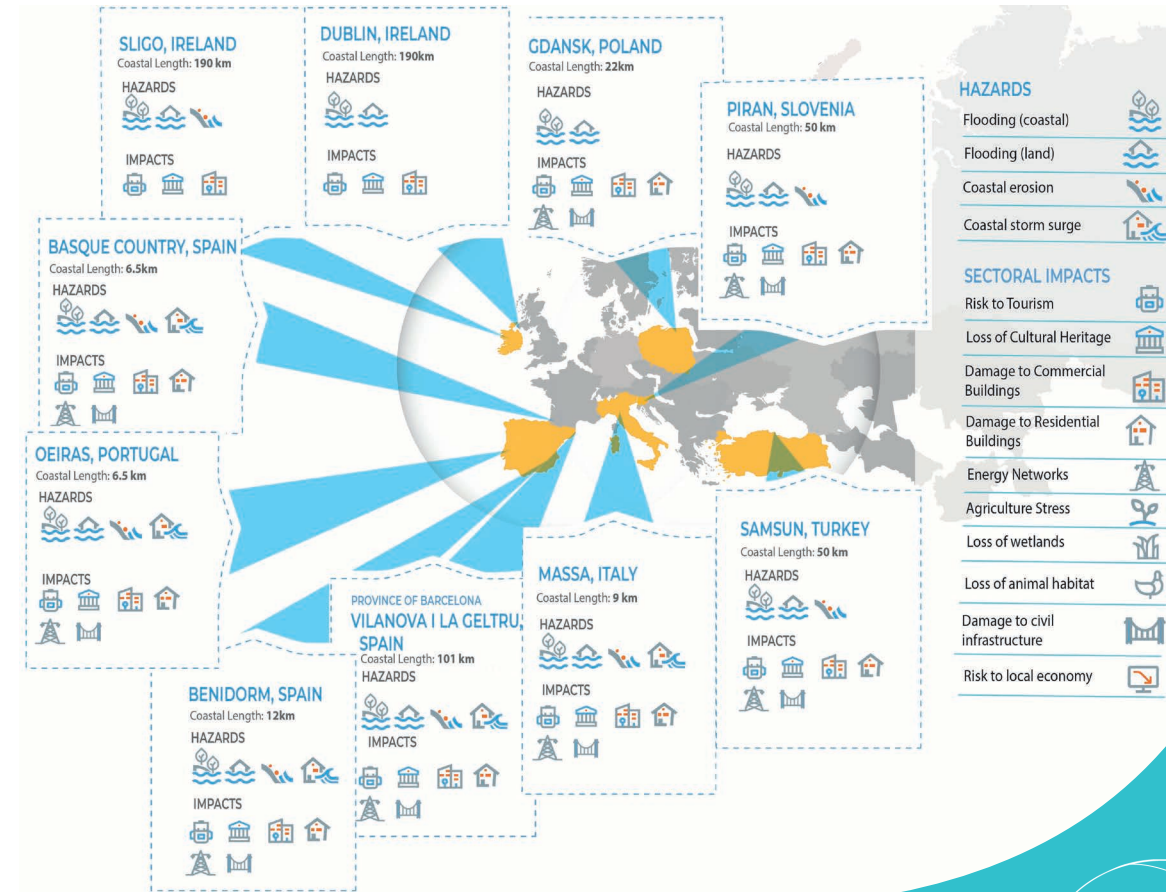 SLIGO, IRELAND
Coastal Length: 190 km
HAZARDS
IMPACTS
DUBLIN, IRELAND
Coastal Length: 190km
HAZARDS
IMPACTS
GDANSK, POLAND
Coastal Length: 22km
HAZARDS
IMPACTS
PIRAN, SLOVENIA
Coastal Length: 50 km
HAZARDS
IMPACTS
BASQUE COUNTRY, SPAIN
Coastal Length: 6.5km
HAZARDS
IMPACTS
OEIRAS, PORTUGAL
Coastal Length: 6.5 km
HAZARDS
IMPACTS
BENIDORM, SPAIN
Coastal Length: 12km
HAZARDS
IMPACTS
PROVINCE OF BARCELONA
VILANOVA I LA GELTRU,
SPAIN
Coastal Length: 101 km
HAZARDS
IMPACTS
MASSA, ITALY
Coastal Length: 9 km
HAZARDS
IMPACTS
SAMSUN, TURKEY
Coastal Length: 50 km
HAZARDS
IMPACTS
HAZARDS
Flooding (coastal)
Flooding (land)
Coastal erosion
Coastal storm surge
SECTORAL IMPACTS
Risk to Tourism
Loss of Cultural Heritage
Damage to Commercial
Buildings
Damage to Residential
Buildings
Energy Networks
Agriculture Stress
Loss of wetlands
Loss of animal habitat
Damage to civil
infrastructure
Risk to local economy